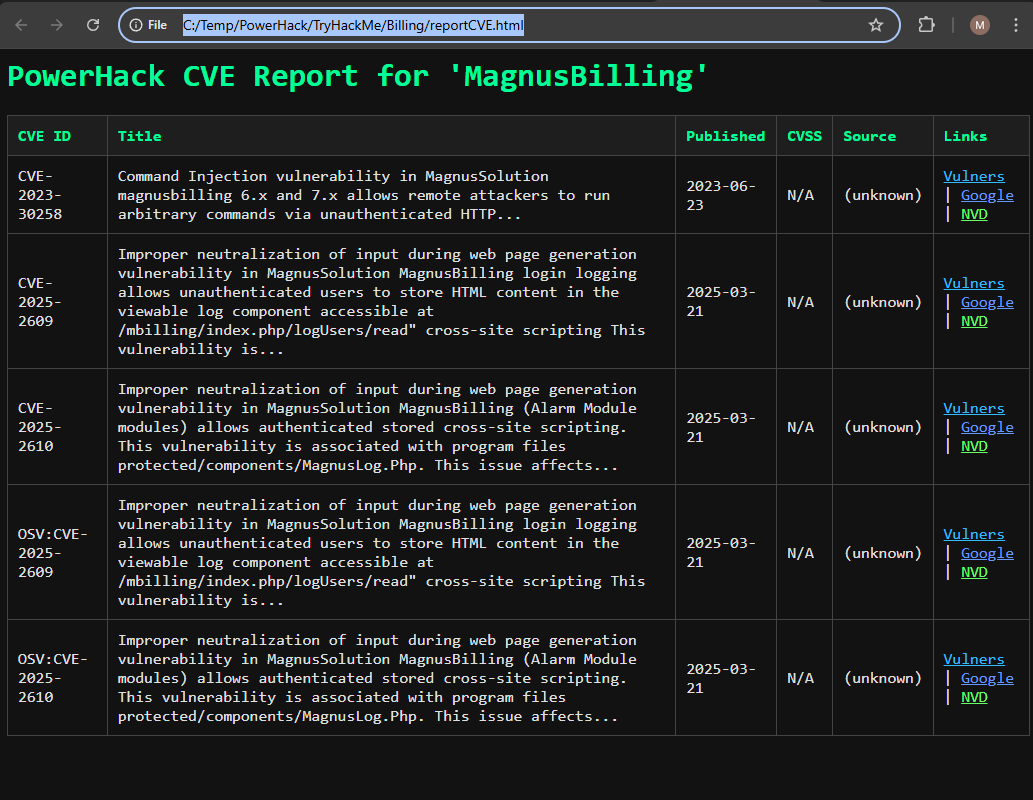 File C:/Temp/PowerHack/TryHackMe/Billing/reportCVE.html M
PowerHack CVE Report for 'MagnusBilling'
CVE ID Title Published CVSS Source Links
CVE-
2023-
30258
Command Injection vulnerability in MagnusSolution
magnusbilling 6.x and 7.x allows remote attackers to run
arbitrary commands via unauthenticated HTTP...
2023-06-
23
N/A
(unknown)
Vulners
| Google
| NVD
CVE-
2025-
2609
Improper neutralization of input during web page generation
vulnerability in MagnusSolution MagnusBilling login logging
allows unauthenticated users to store HTML content in the
viewable log component accessible at
/mbilling/index.php/logUsers/read" cross-site scripting This
vulnerability is...
2025-03-
21
N/A
(unknown)
Vulners
| Google
| NVD
CVE-
2025-
2610
Improper neutralization of input during web page generation
vulnerability in MagnusSolution MagnusBilling (Alarm Module
modules) allows authenticated stored cross-site scripting.
This vulnerability is associated with program files
protected/components/MagnusLog.Php. This issue affects...
2025-03-
21
N/A
(unknown)
Vulners
| Google
| NVD
OSV:CVE-
2025-
2609
Improper neutralization of input during web page generation
vulnerability in MagnusSolution MagnusBilling login logging
allows unauthenticated users to store HTML content in the
viewable log component accessible at
/mbilling/index.php/logUsers/read" cross-site scripting This
vulnerability is...
2025-03-
21
N/A
(unknown)
Vulners
| Google
| NVD
OSV:CVE-
2025-
2610
Improper neutralization of input during web page generation
vulnerability in MagnusSolution MagnusBilling (Alarm Module
modules) allows authenticated stored cross-site scripting.
This vulnerability is associated with program files
protected/components/MagnusLog.Php. This issue affects...
2025-03-
21
N/A
(unknown)
Vulners
| Google
| NVD